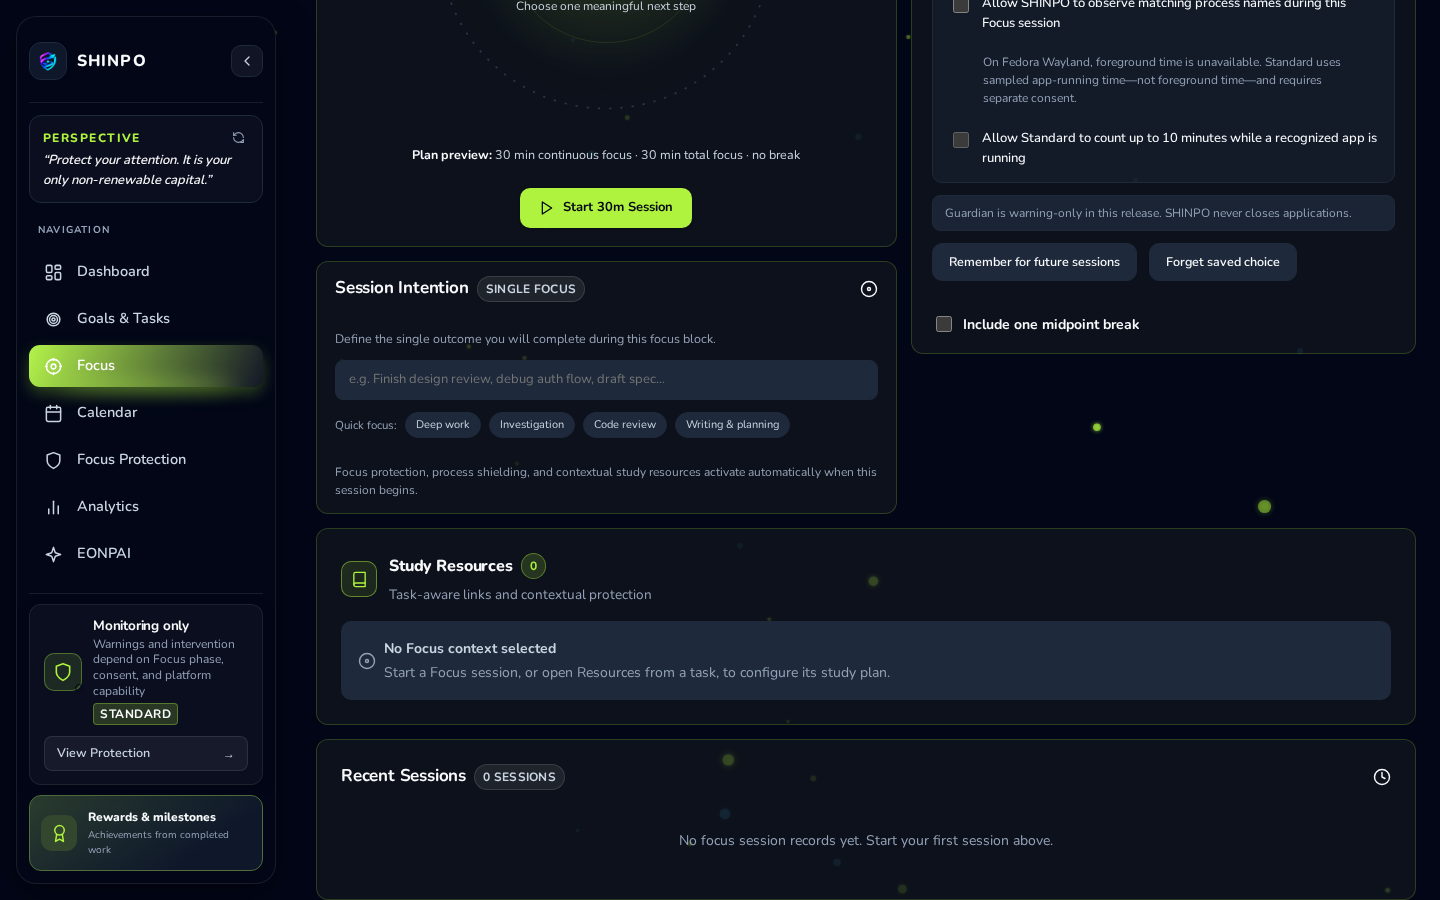 SHINPO
PERSPECTIVE
“Protect your attention. It is your
only non-renewable capital.”
NAVIGATION
Dashboard
Goals & Tasks
Focus
Calendar
Focus Protection
Analytics
EONPAI
Monitoring only
Warnings and intervention
depend on Focus phase,
consent, and platform
capability
STANDARD
View Protection →
Rewards & milestones
Achievements from completed
work
Choose one meaningful next step
Plan preview: 30 min continuous focus · 30 min total focus · no break
Start 30m Session
Session Intention SINGLE FOCUS
Define the single outcome you will complete during this focus block.
e.g. Finish design review, debug auth flow, draft spec...
Quick focus: Deep work Investigation Code review Writing & planning
Focus protection, process shielding, and contextual study resources activate automatically when this
session begins.
Allow SHINPO to observe matching process names during this
Focus session
On Fedora Wayland, foreground time is unavailable. Standard uses
sampled app-running time—not foreground time—and requires
separate consent.
Allow Standard to count up to 10 minutes while a recognized app is
running
Guardian is warning-only in this release. SHINPO never closes applications.
Remember for future sessions Forget saved choice
Include one midpoint break
Study Resources 0
Task-aware links and contextual protection
No Focus context selected
Start a Focus session, or open Resources from a task, to configure its study plan.
Recent Sessions 0 SESSIONS
No focus session records yet. Start your first session above.